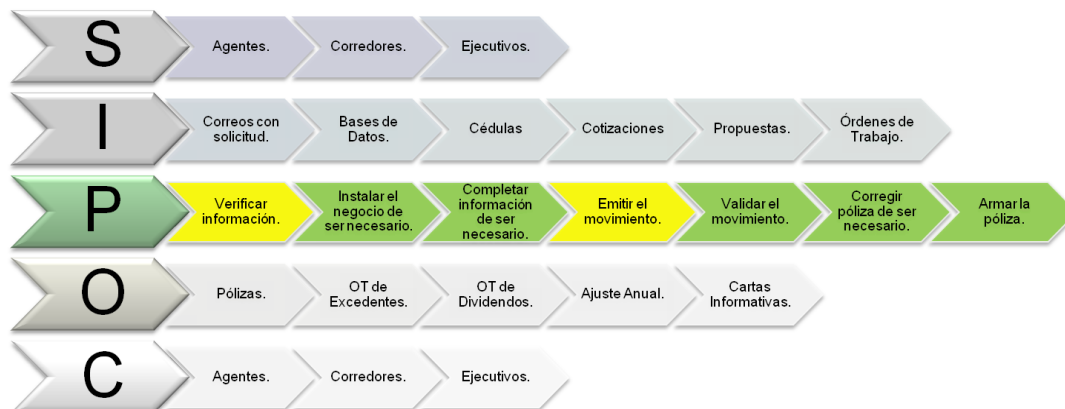 S
Agentes.
Corredores.
Ejecutivos.
I
Correos con
solicitud.
Bases de
Datos.
Cédulas
Cotizaciones
Propuestas.
Órdenes de
Trabajo.
P
Verificar
información.
Instalar el
negocio de
ser necesario.
Completar
información
de ser
necesario.
Emitir el
movimiento.
Validar el
movimiento.
Corregir
póliza de ser
necesario.
Armar la
póliza.
O
Pólizas.
OT de
Excedentes.
OT de
Dividendos.
Ajuste Anual.
Cartas
Informativas.
C
Agentes.
Corredores.
Ejecutivos.